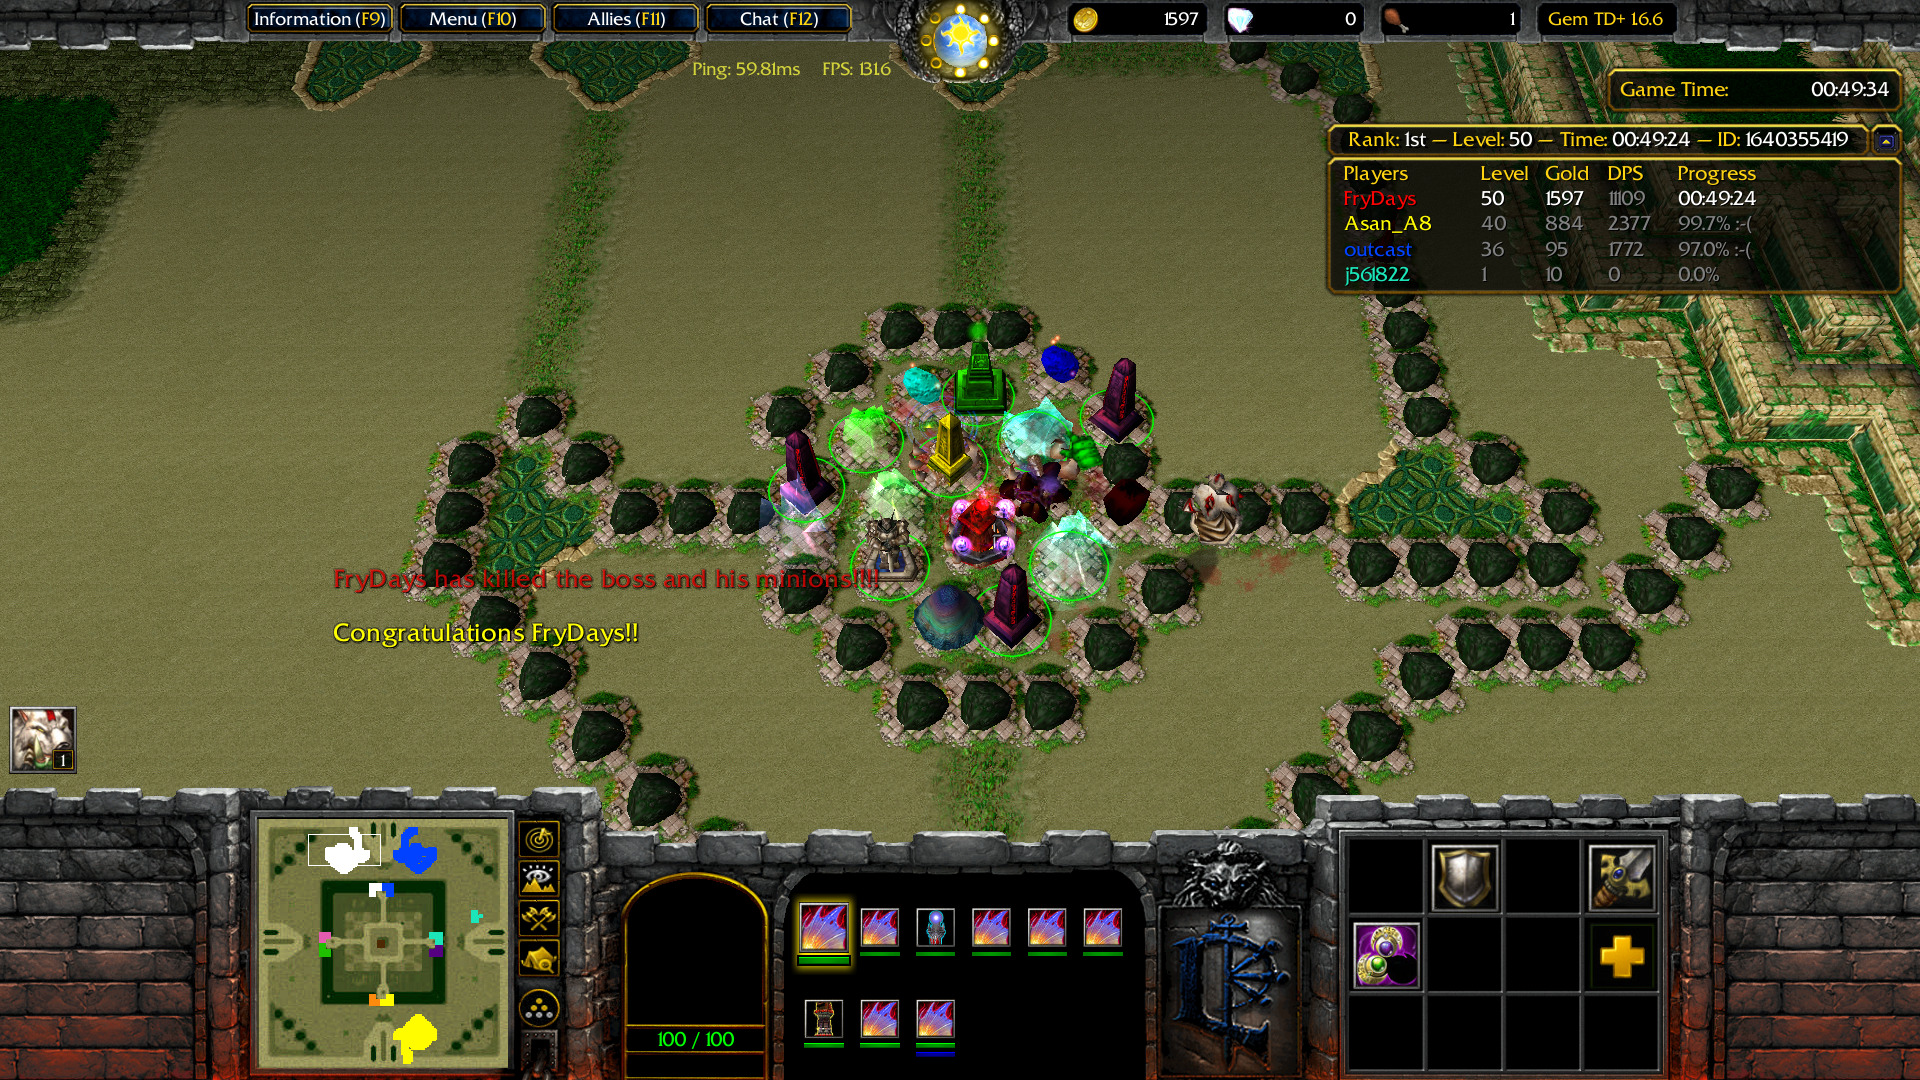 Information (F9) Menu (F10) Allies (F11) Chat (F12) 1597 0 1 Gem TD+ 16.6
Ping: 59.81ms FPS: 131.6
Game Time: 00:49:34
Rank: 1st — Level: 50 — Time: 00:49:24 — ID: 1640355419
Players Level Gold DPS Progress
FryDays 50 1597 11109 00:49:24
Asan_A8 40 884 2377 99.7% :-(
outcast 36 95 1772 97.0% :-(
j561822 1 10 0 0.0%
FryDays has killed the boss and his minions!!!!
Congratulations FryDays!!
1
100 / 100